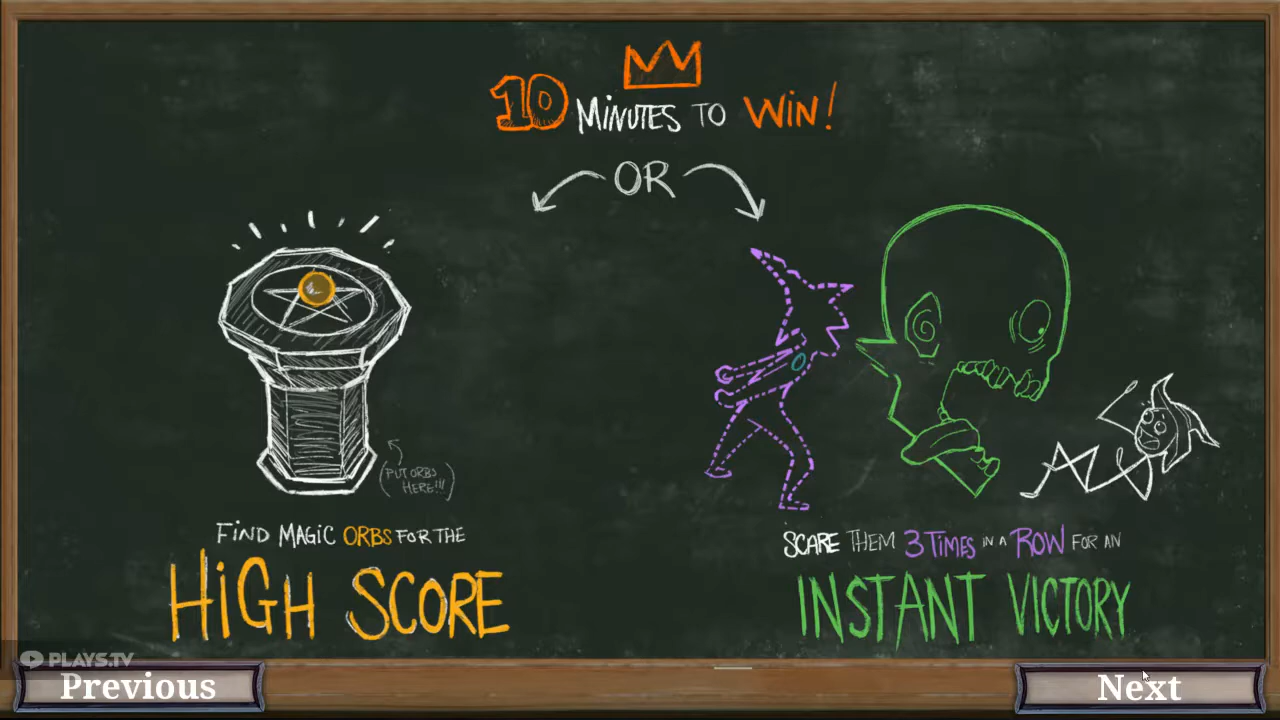 10 MINUTES TO WIN!
OR
(PUT ORBS
HERE!!!)
FIND MAGIC ORBS FOR THE
HIGH SCORE
SCARE THEM 3 TIMES IN A ROW FOR AN
INSTANT VICTORY
PLAYS.TV
Previous
Next